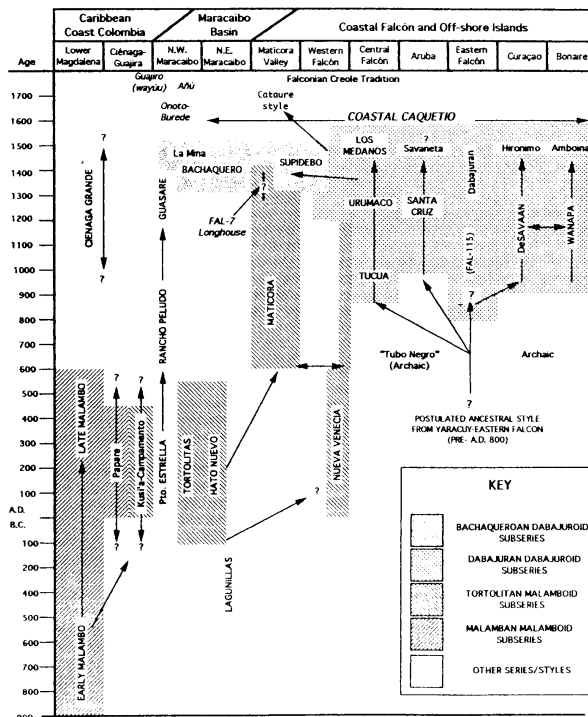 Caribbean
Coast Colombia
Maracaibo
Basin
Coastal Falcón and Off-shore Islands
Age
Lower
Magdalena
Ciénaga-
Guajira
N.W.
Maracaibo
N.E.
Maracaibo
Maticora
Valley
Western
Falcón
Central
Falcón
Aruba
Eastern
Falcón
Curaçao
Bonaire
Guajiro
(wayúu)
Añú
Falconian Creole Tradition
1700
1600
1500
1400
1300
1200
1100
1000
900
800
700
600
500
400
300
200
100
A.D.
B.C.
100
200
300
400
500
600
700
800
Onoto-
Burede
Cataure
style
COASTAL CAQUETIO
?
CIENAGA GRANDE
?
La Mina
BACHAQUERO
GUASARE
RANCHO PELUDO
Pto. ESTRELLA
?
FAL-7
Longhouse
SUPIDEBO
MATICORA
LOS
MEDANOS
URUMACO
TUCUA
?
Savaneta
SANTA
CRUZ
Dabajuran
(FAL-115)
?
Hironimo
DeSAVAAN
Amboina
WANAPA
"Tubo Negro"
(Archaic)
Archaic
?
POSTULATED ANCESTRAL STYLE
FROM YARACUY-EASTERN FALCON
(PRE- A.D. 800)
LATE MALAMBO
EARLY MALAMBO
?
Papare
?
?
Kusi'a-Campamento
?
TORTOLITAS
HATO NUEVO
LAGUNILLAS
?
NUEVA VENECIA
KEY
BACHAQUEROAN DABAJUROID
SUBSERIES
DABAJURAN DABAJUROID
SUBSERIES
TORTOLITAN MALAMBOID
SUBSERIES
MALAMBAN MALAMBOID
SUBSERIES
OTHER SERIES/STYLES